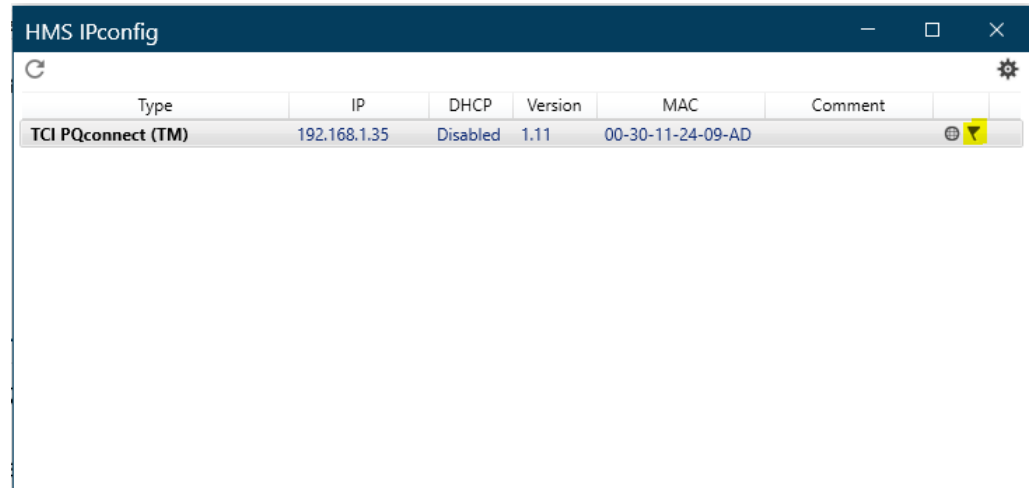 HMS IPconfig
Type IP DHCP Version MAC Comment
TCI PQconnect (TM) 192.168.1.35 Disabled 1.11 00-30-11-24-09-AD